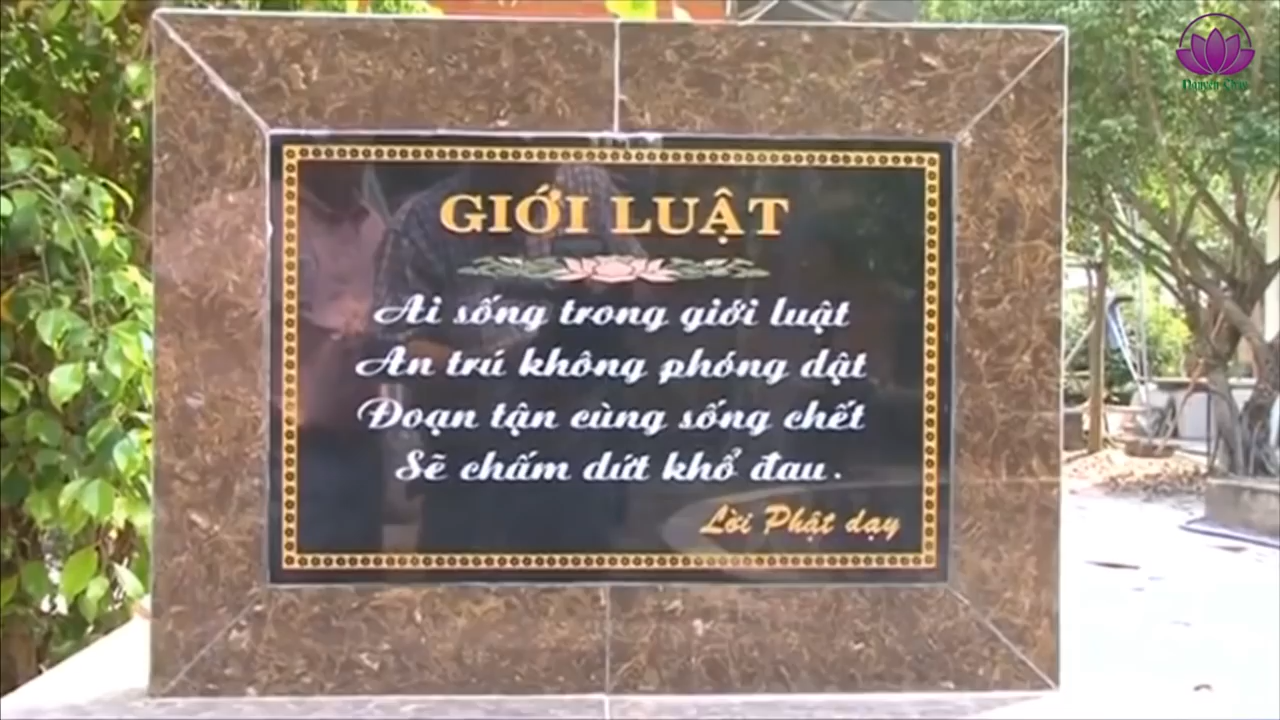 GIỚI LUẬT
Ai sống trong giới luật
An trú không phóng dật
Đoạn tận cùng sống chết
Sẽ chấm dứt khổ đau.
Lời Phật dạy